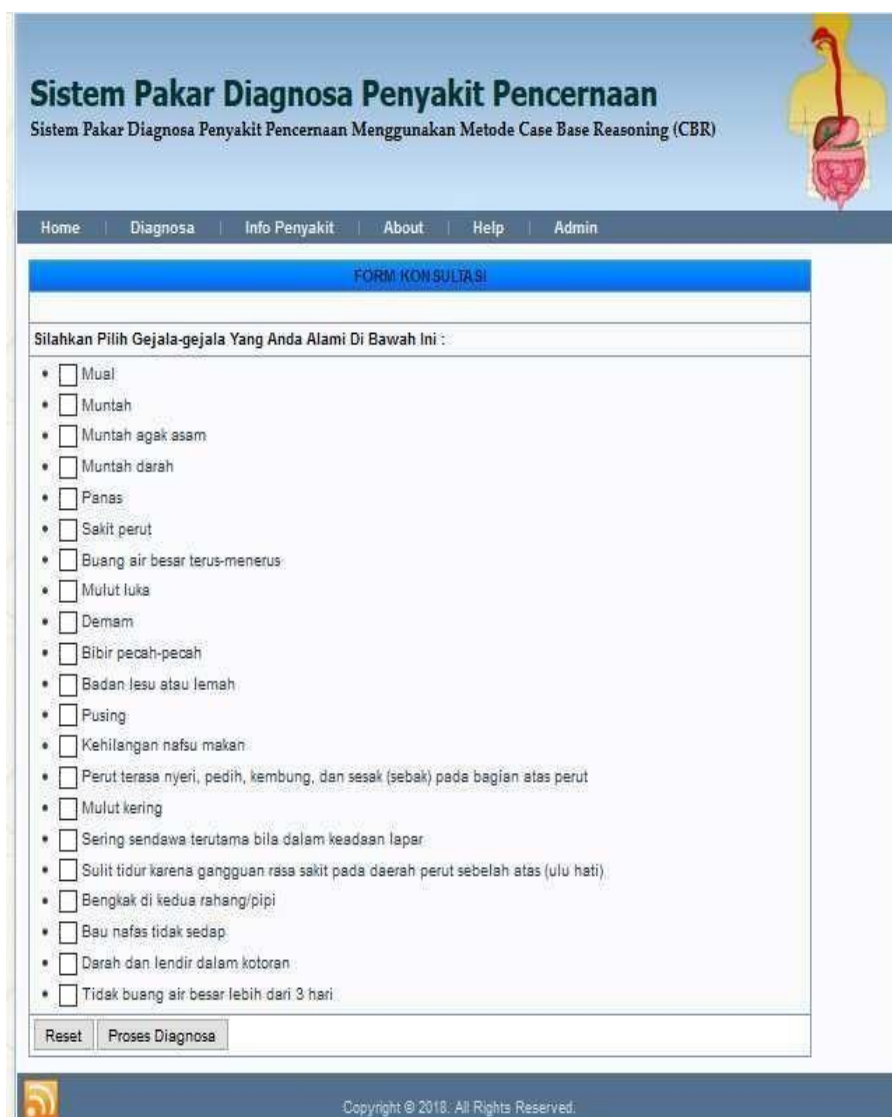 Sistem Pakar Diagnosa Penyakit Pencernaan
Sistem Pakar Diagnosa Penyakit Pencernaan Menggunakan Metode Case Base Reasoning (CBR)
Home | Diagnosa | Info Penyakit | About | Help | Admin
FORM KONSULTASI
Silahkan Pilih Gejala-gejala Yang Anda Alami Di Bawah Ini :
Mual
Muntah
Muntah agak asam
Muntah darah
Panas
Sakit perut
Buang air besar terus-menerus
Mulut luka
Demam
Bibir pecah-pecah
Badan lesu atau lemah
Pusing
Kehilangan nafsu makan
Perut terasa nyeri, pedih, kembung, dan sesak (sebak) pada bagian atas perut
Mulut kering
Sering sendawa terutama bila dalam keadaan lapar
Sulit tidur karena gangguan rasa sakit pada daerah perut sebelah atas (ulu hati)
Bengkak di kedua rahang/pipi
Bau nafas tidak sedap
Darah dan lendir dalam kotoran
Tidak buang air besar lebih dari 3 hari
Reset Proses Diagnosa
Copyright © 2018. All Rights Reserved.